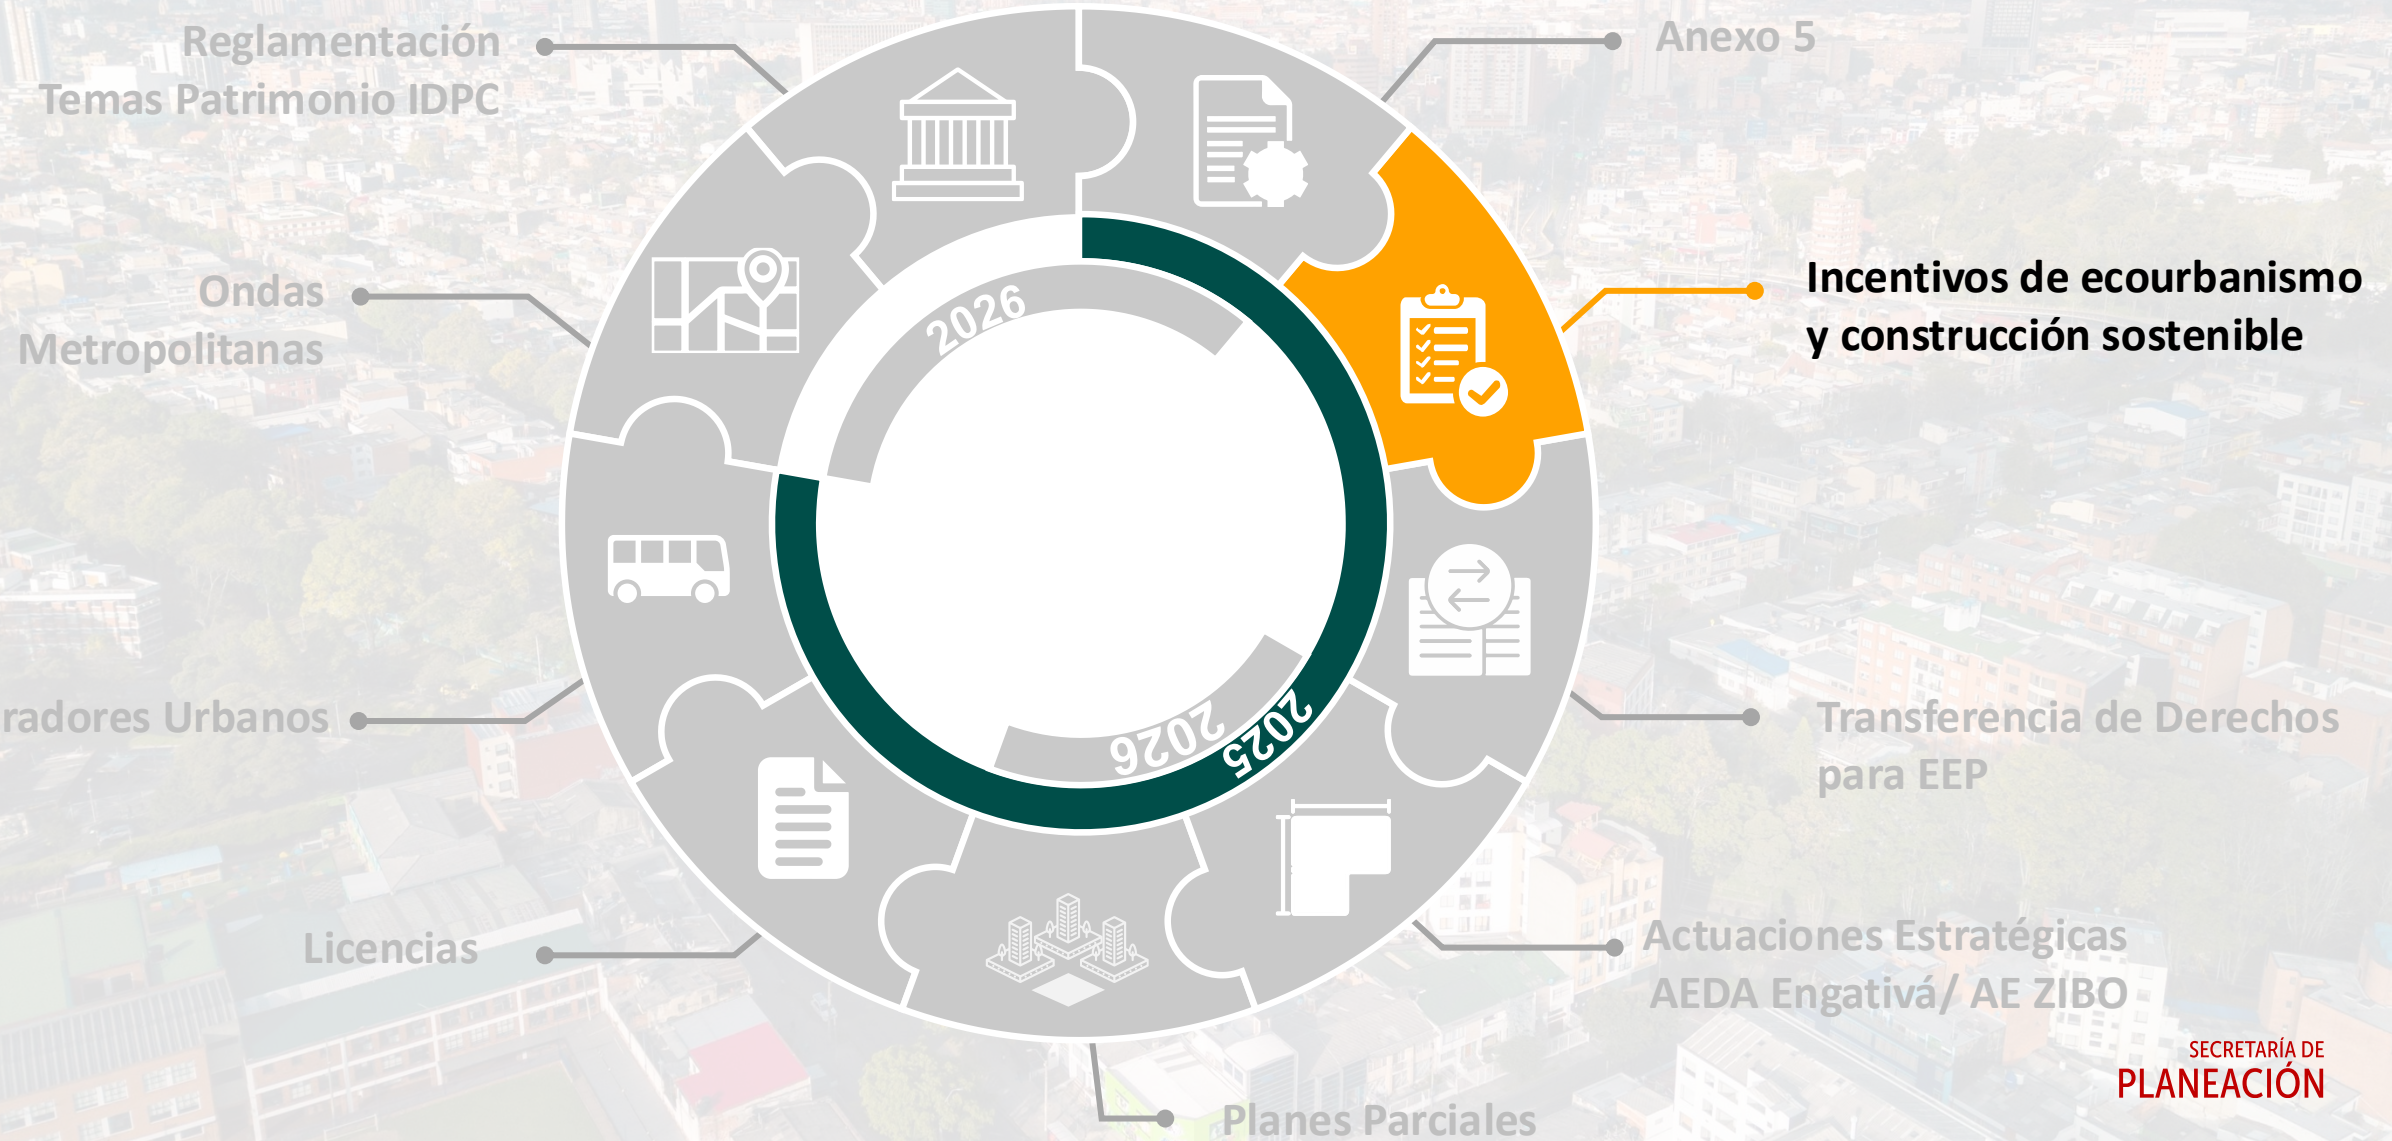 Reglamentación
Temas Patrimonio IDPC
Anexo 5
Ondas
Metropolitanas
2026
Incentivos de ecourbanismo
y construcción sostenible
radores Urbanos
2026
2025
Transferencia de Derechos
para EEP
Licencias
Actuaciones Estratégicas
AEDA Engativá/ AE ZIBO
Planes Parciales
SECRETARÍA DE
PLANEACIÓN